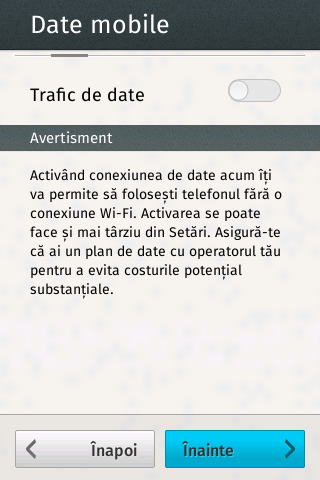 Date mobile
Trafic de date
Avertisment
Activând conexiunea de date acum îți
va permite să folosești telefonul fără o
conexiune Wi-Fi. Activarea se poate
face și mai târziu din Setări. Asigură-te
că ai un plan de date cu operatorul tău
pentru a evita costurile potențial
substanțiale.
Înapoi
Înainte